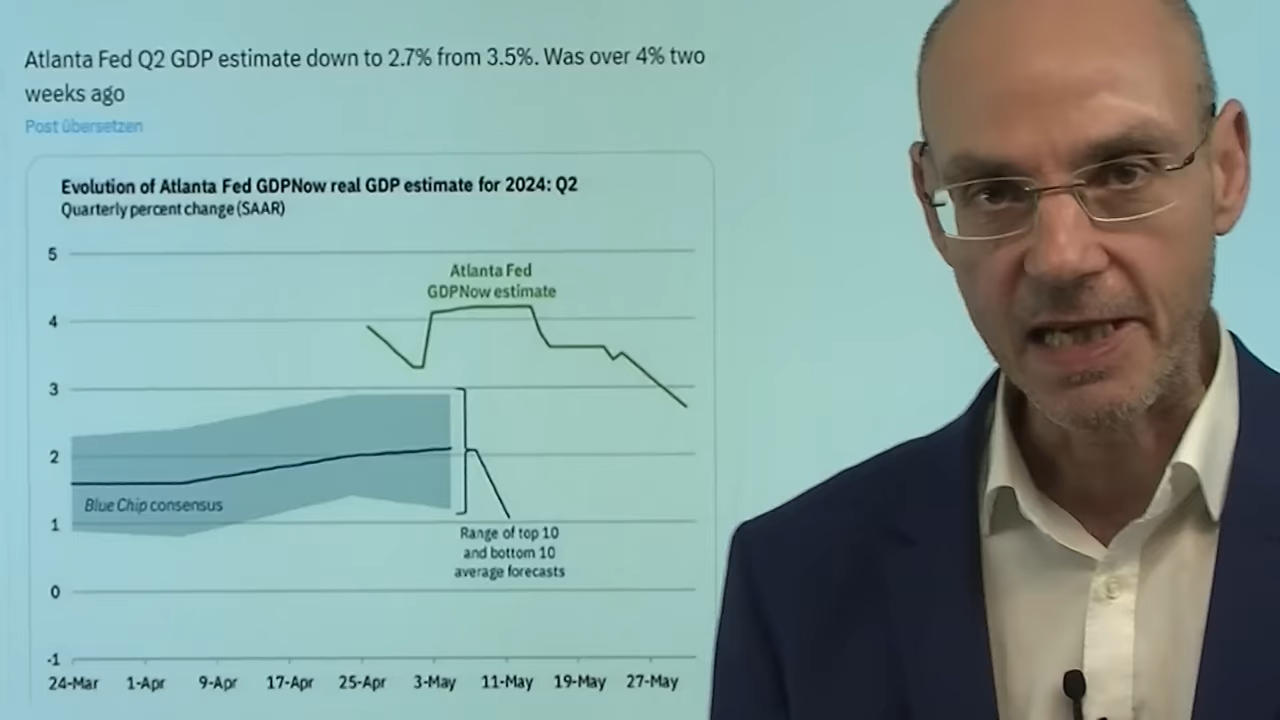 Atlanta Fed Q2 GDP estimate down to 2.7% from 3.5%. Was over 4% two
weeks ago
Post übersetzen
Evolution of Atlanta Fed GDPNow real GDP estimate for 2024: Q2
Quarterly percent change (SAAR)
5
Atlanta Fed
GDPNow estimate
4
3
2
Blue Chip consensus
1
Range of top 10
and bottom 10
average forecasts
0
-1
24-Mar 1-Apr 9-Apr 17-Apr 25-Apr 3-May 11-May 19-May 27-May